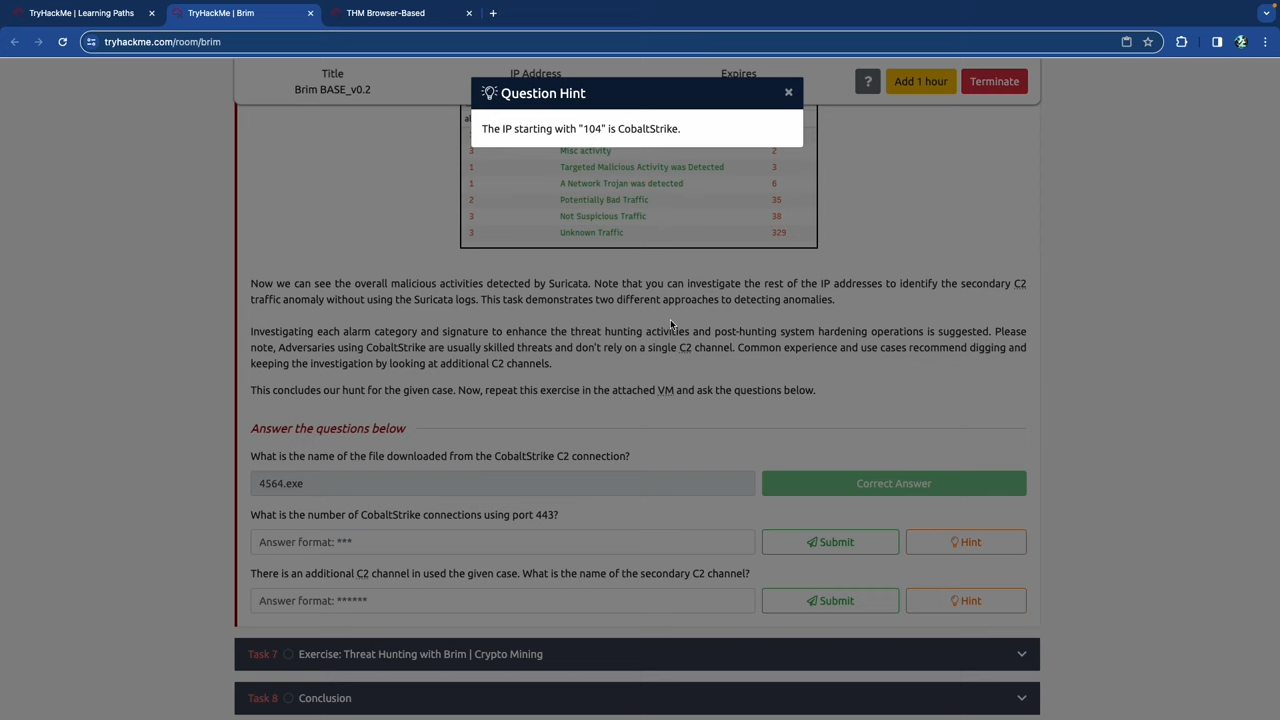 TryHackMe | Learning Paths
TryHackMe | Brim
THM Browser-Based
tryhackme.com/room/brim
Title
Brim BASE_v0.2
IP Address
Expires
?
Add 1 hour
Terminate
Question Hint
The IP starting with "104" is CobaltStrike.
3 Misc activity 2
1 Targeted Malicious Activity was Detected 3
1 A Network Trojan was detected 6
2 Potentially Bad Traffic 35
3 Not Suspicious Traffic 38
3 Unknown Traffic 329
Now we can see the overall malicious activities detected by Suricata. Note that you can investigate the rest of the IP addresses to identify the secondary C2
traffic anomaly without using the Suricata logs. This task demonstrates two different approaches to detecting anomalies.
Investigating each alarm category and signature to enhance the threat hunting activities and post-hunting system hardening operations is suggested. Please
note, Adversaries using CobaltStrike are usually skilled threats and don't rely on a single C2 channel. Common experience and use cases recommend digging and
keeping the investigation by looking at additional C2 channels.
This concludes our hunt for the given case. Now, repeat this exercise in the attached VM and ask the questions below.
Answer the questions below
What is the name of the file downloaded from the CobaltStrike C2 connection?
4564.exe
Correct Answer
What is the number of CobaltStrike connections using port 443?
Answer format: ***
Submit
Hint
There is an additional C2 channel in used the given case. What is the name of the secondary C2 channel?
Answer format: ******
Submit
Hint
Task 7 Exercise: Threat Hunting with Brim | Crypto Mining
Task 8 Conclusion